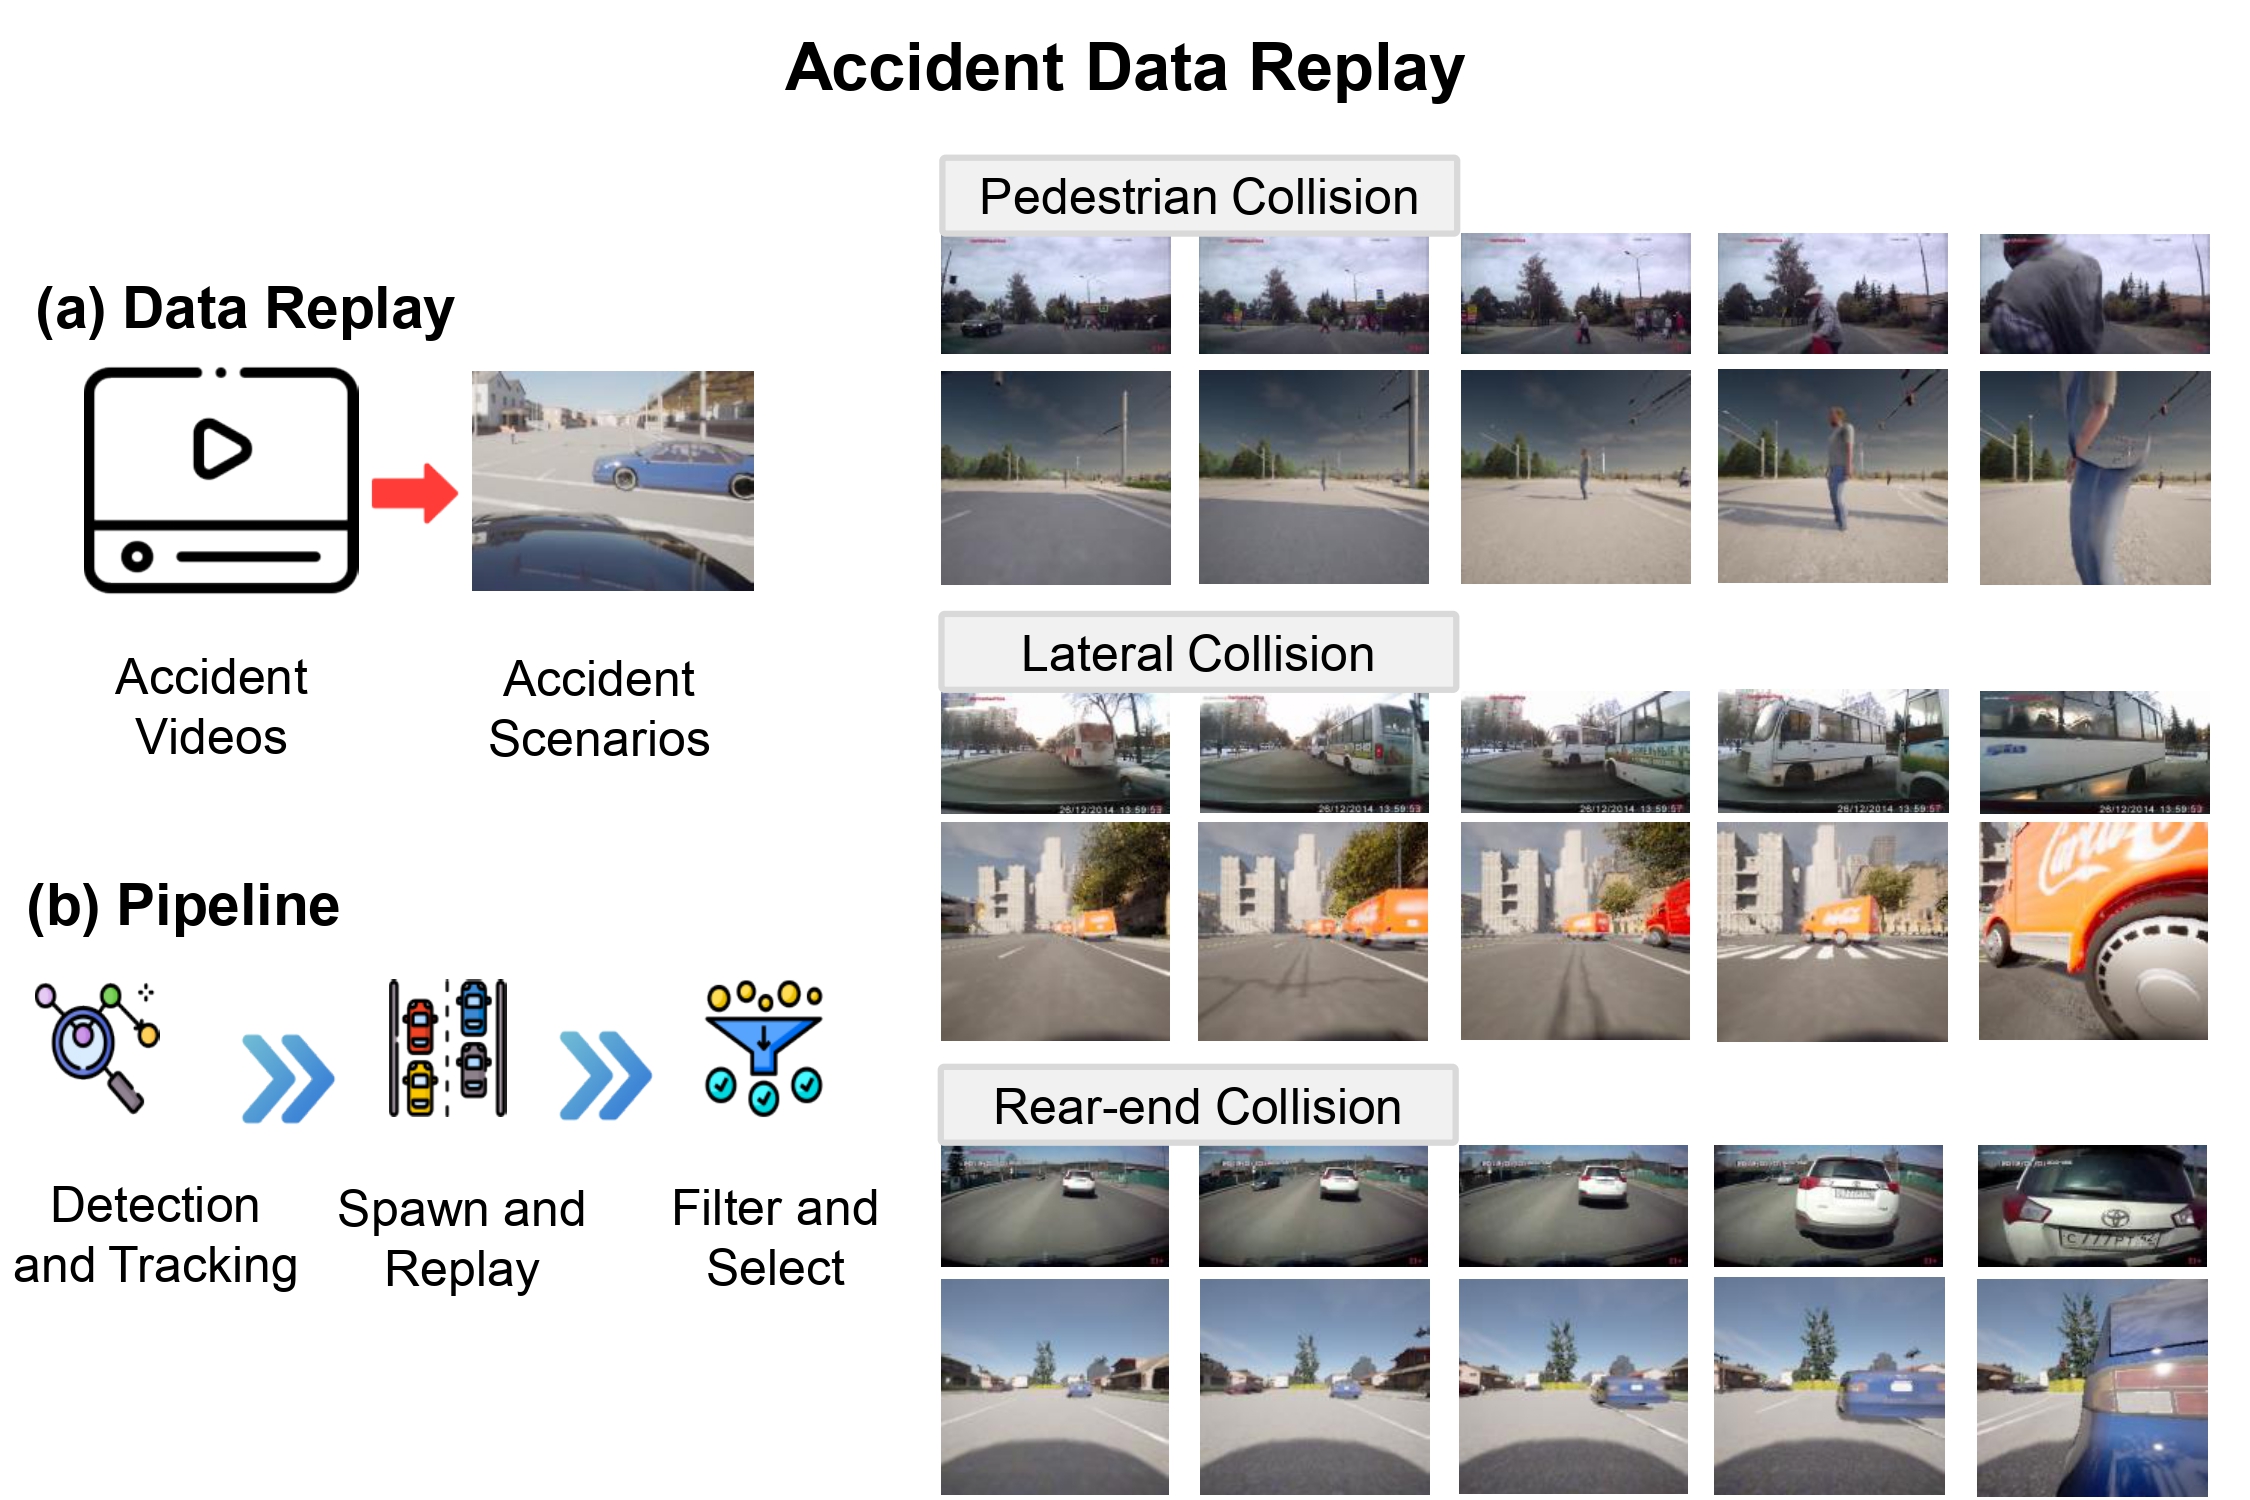 Accident Data Replay
(a) Data Replay
Accident
Videos
Accident
Scenarios
(b) Pipeline
Detection
and Tracking
Spawn and
Replay
Filter and
Select
Pedestrian Collision
Lateral Collision
26/12/2014 13:59:53
26/12/2014 13:59:53
26/12/2014 13:59:57
26/12/2014 13:59:57
26/12/2014 13:59:53
Rear-end Collision